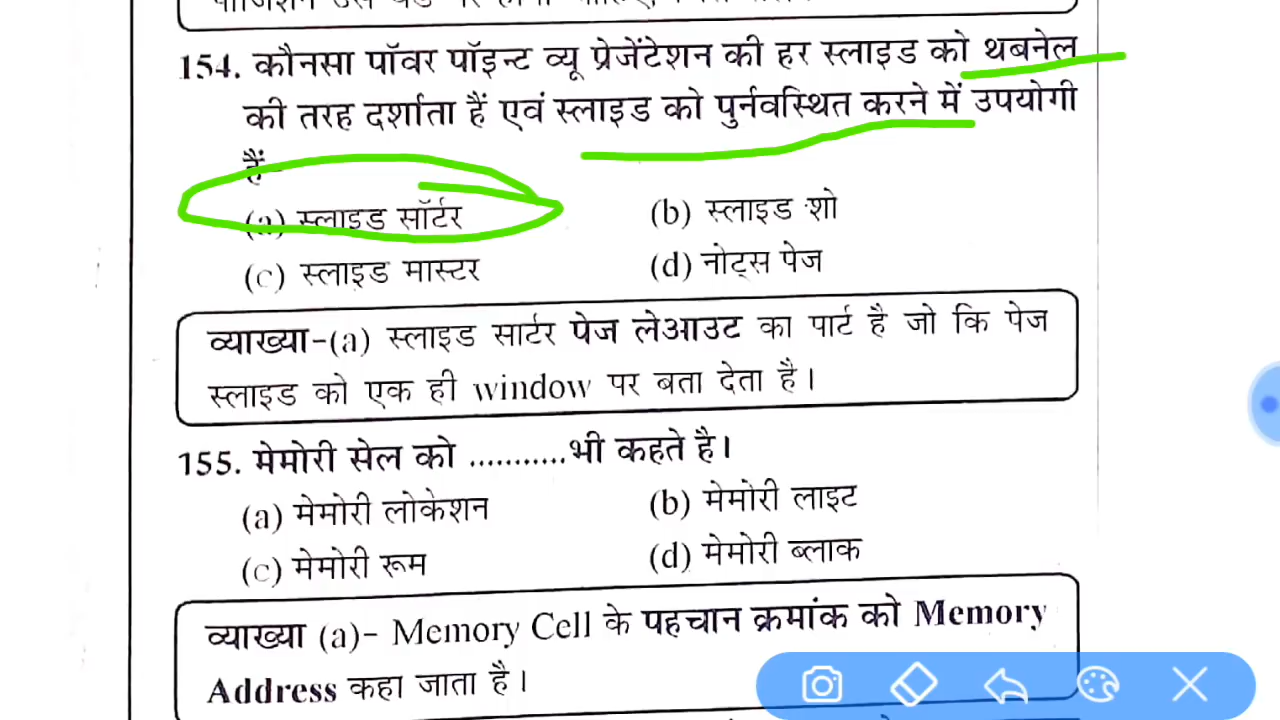 154. कौनसा पॉवर पॉइन्ट व्यू प्रेजेंटेशन की हर स्लाइड को थबनेल
की तरह दर्शाता हैं एवं स्लाइड को पुर्नवस्थित करने में उपयोगी
हैं-
(a) स्लाइड सॉर्टर (b) स्लाइड शो
(c) स्लाइड मास्टर (d) नोट्स पेज
व्याख्या-(a) स्लाइड सार्टर पेज लेआउट का पार्ट है जो कि पेज
स्लाइड को एक ही window पर बता देता है।
155. मेमोरी सेल को ...........भी कहते है।
(a) मेमोरी लोकेशन (b) मेमोरी लाइट
(c) मेमोरी रूम (d) मेमोरी ब्लाक
व्याख्या (a)- Memory Cell के पहचान क्रमांक को Memory
Address कहा जाता है।